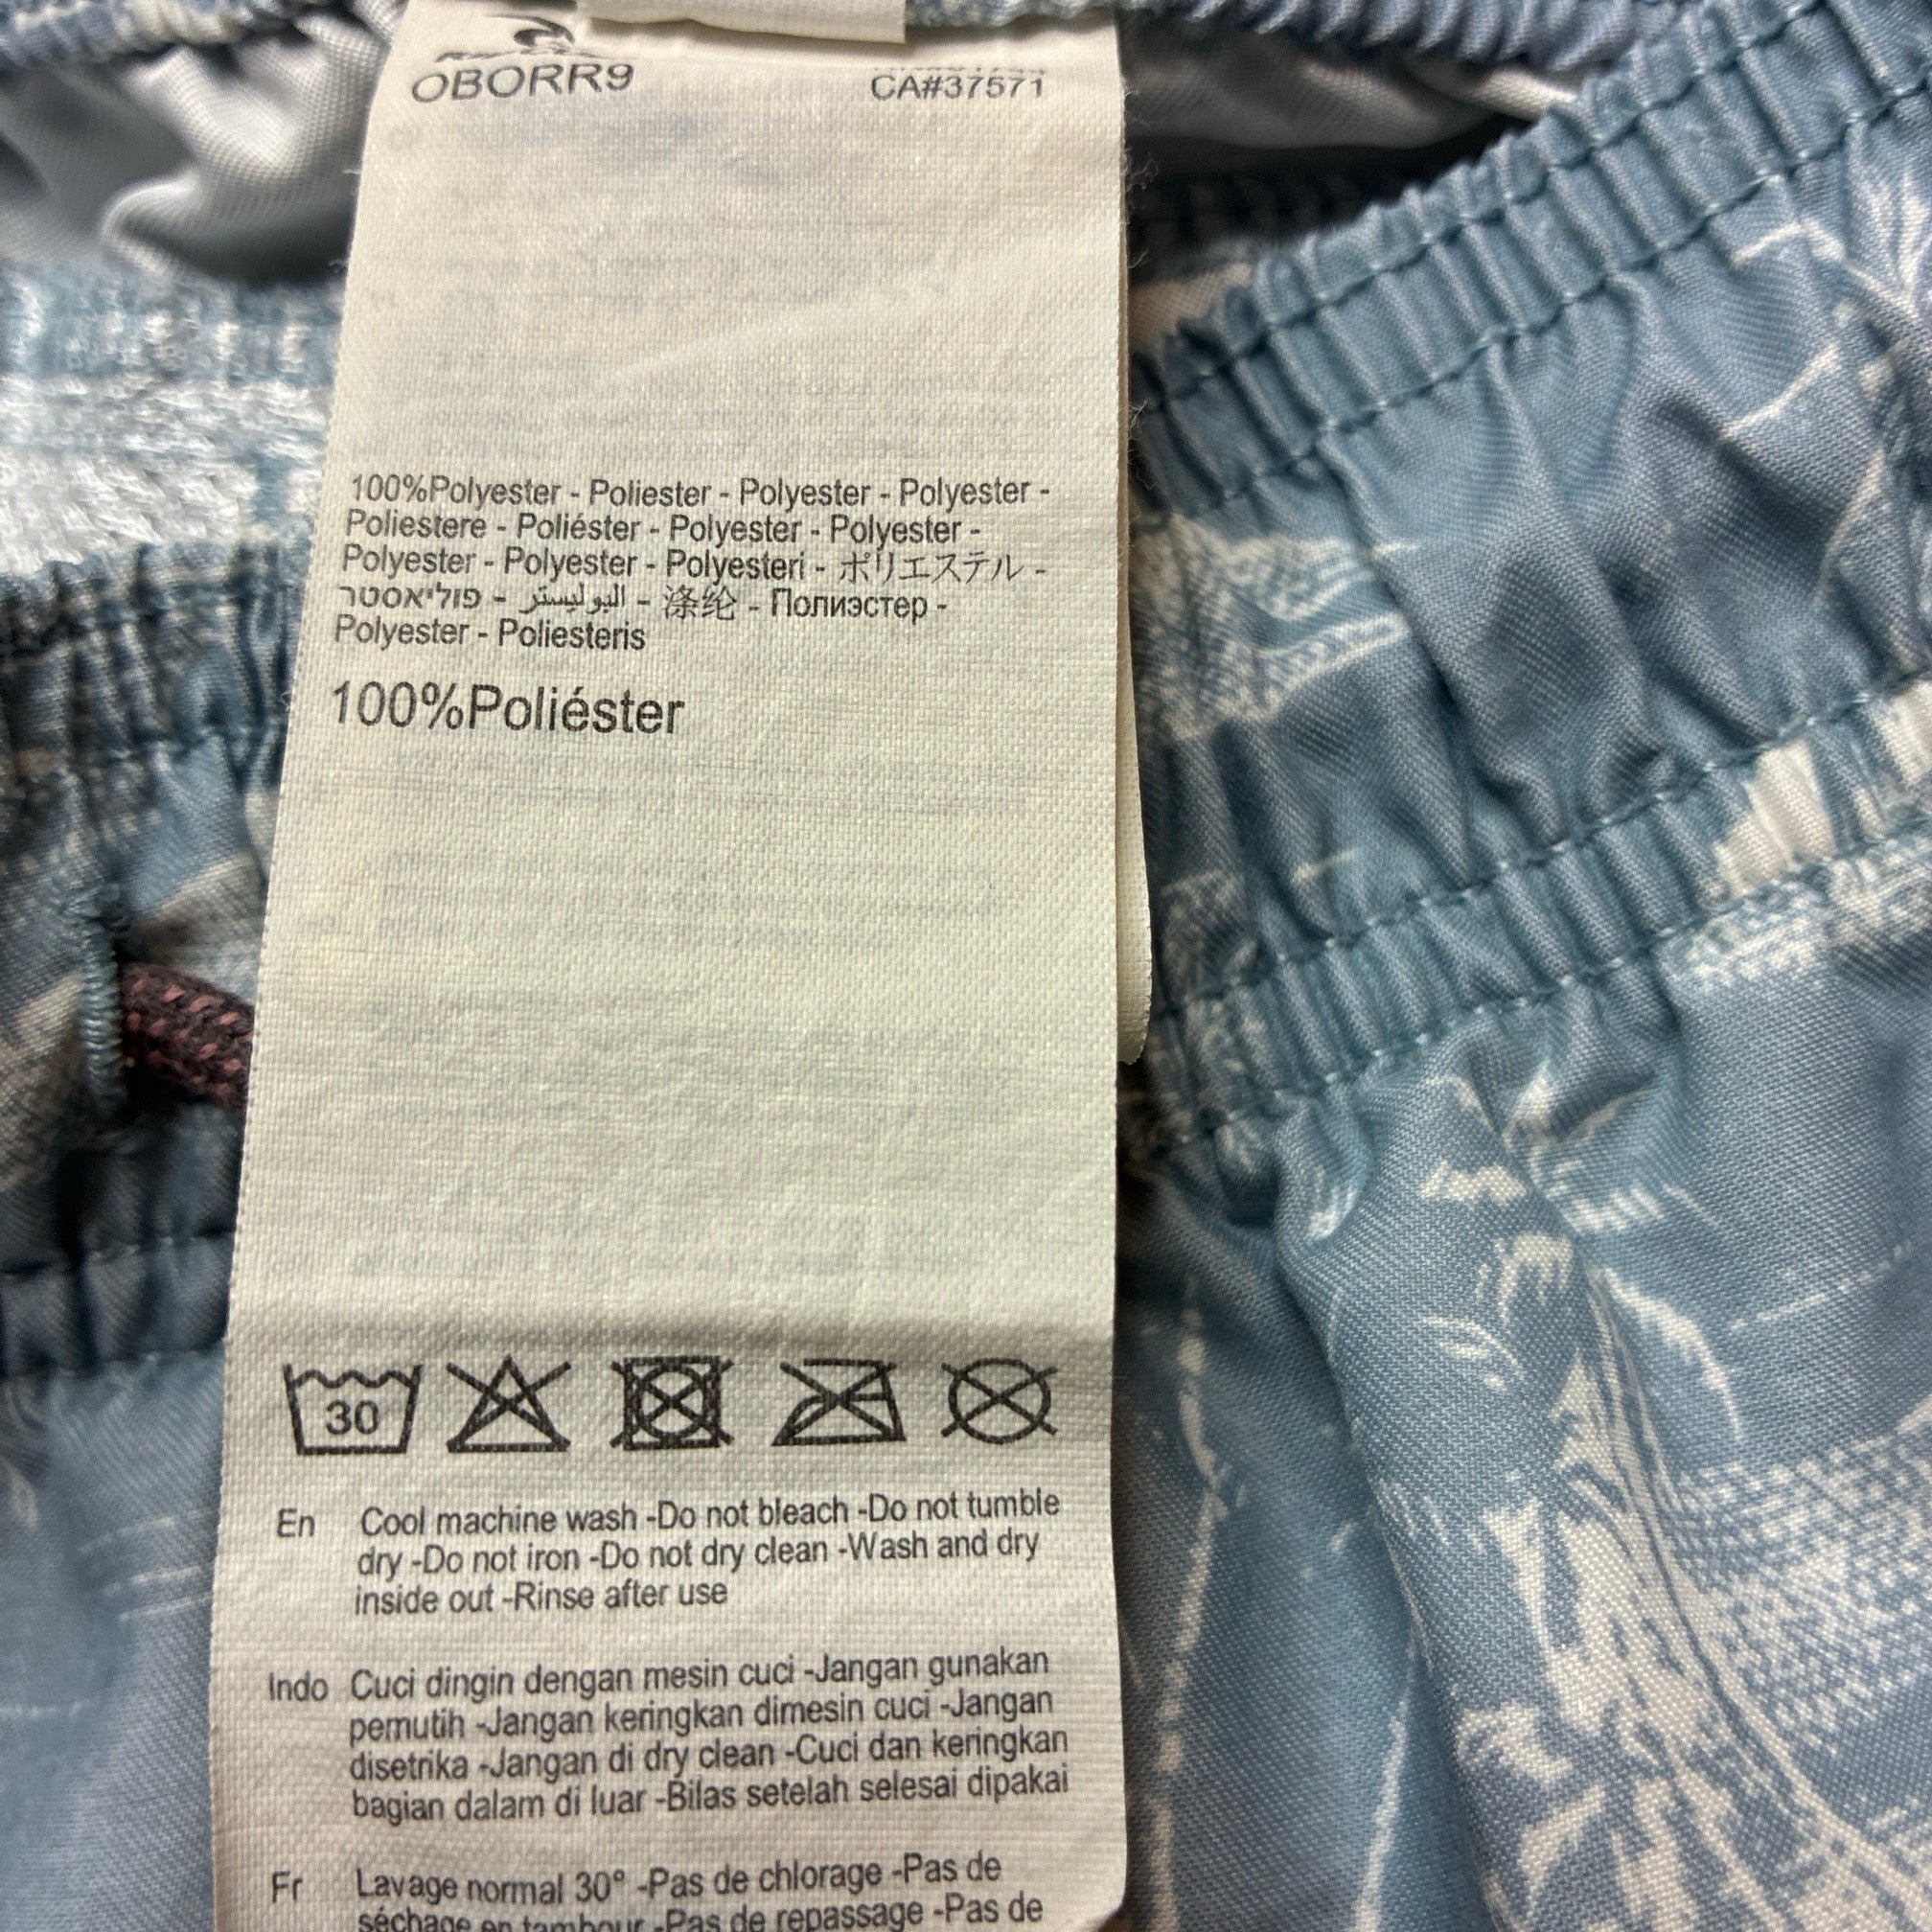 OBORR9
CA#37571
100%Polyester - Poliester - Polyester - Polyester -
Poliestere - Poliéster - Polyester - Polyester -
Polyester - Polyester - Polyesteri - ポリエステル -
פוליאסטר - البوليستر - 涤纶 - Полиэстер -
Polyester - Poliesteris
100%Poliéster
30
En Cool machine wash -Do not bleach -Do not tumble
dry -Do not iron -Do not dry clean -Wash and dry
inside out -Rinse after use
Indo Cuci dingin dengan mesin cuci -Jangan gunakan
pemutih -Jangan keringkan dimesin cuci -Jangan
disetrika -Jangan di dry clean -Cuci dan keringkan
bagian dalam di luar -Bilas setelah selesai dipakai
Fr Lavage normal 30° -Pas de chlorage -Pas de
séchage en tambour -Pas de repassage -Pas de